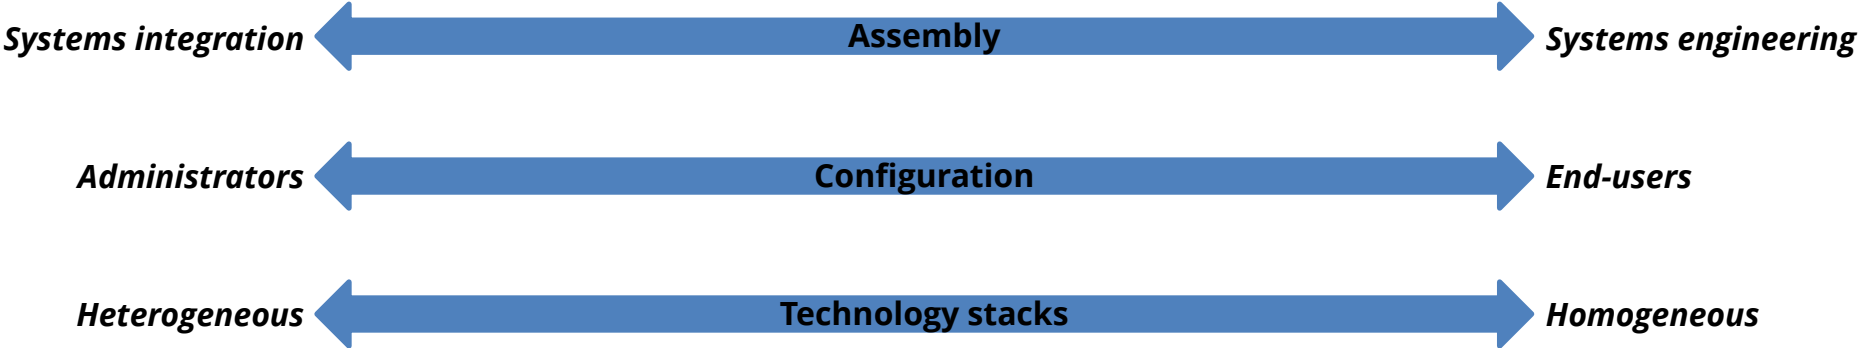 Systems integration Assembly Systems engineering
Administrators Configuration End-users
Heterogeneous Technology stacks Homogeneous